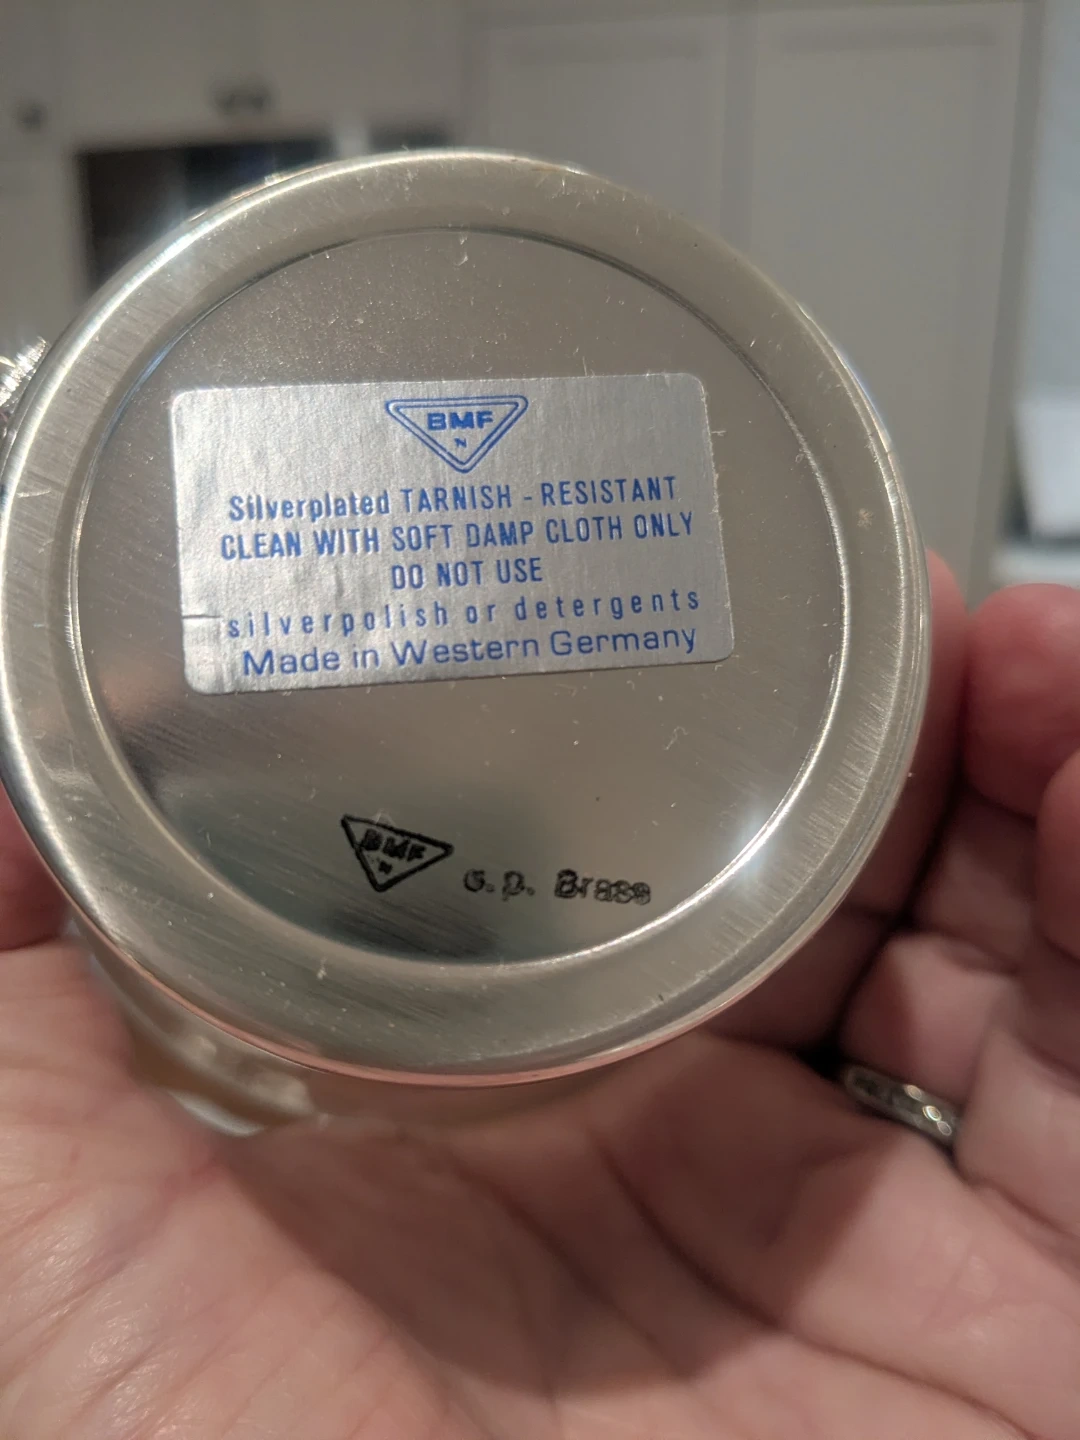 BMF
N
Silverplated TARNISH - RESISTANT
CLEAN WITH SOFT DAMP CLOTH ONLY
DO NOT USE
silverpolish or detergents
Made in Western Germany
BMF
N
s.p. Brass